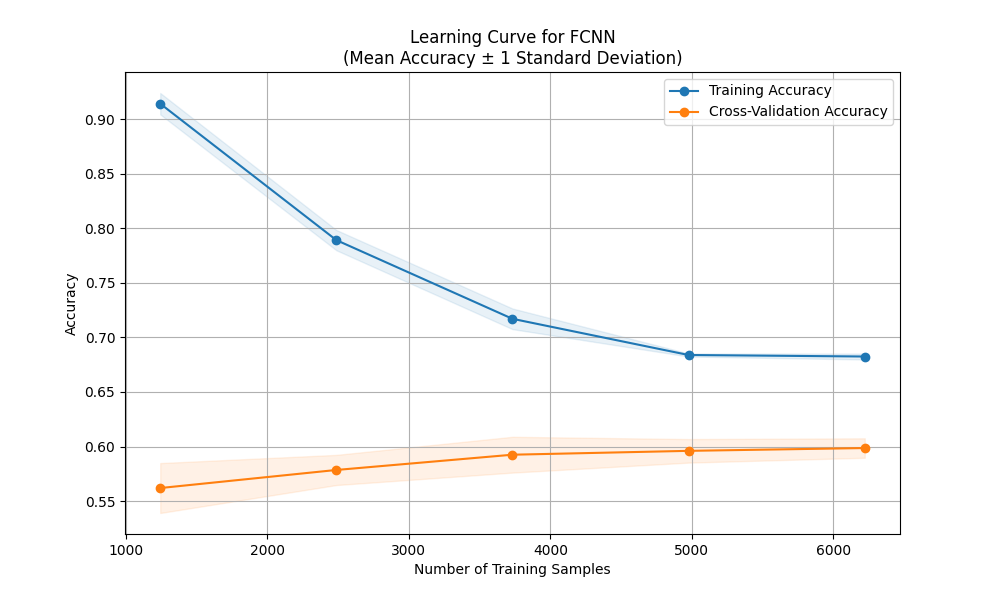 Learning Curve for FCNN
(Mean Accuracy ± 1 Standard Deviation)
Training Accuracy
Cross-Validation Accuracy
Accuracy
0.90
0.85
0.80
0.75
0.70
0.65
0.60
0.55
1000 2000 3000 4000 5000 6000
Number of Training Samples